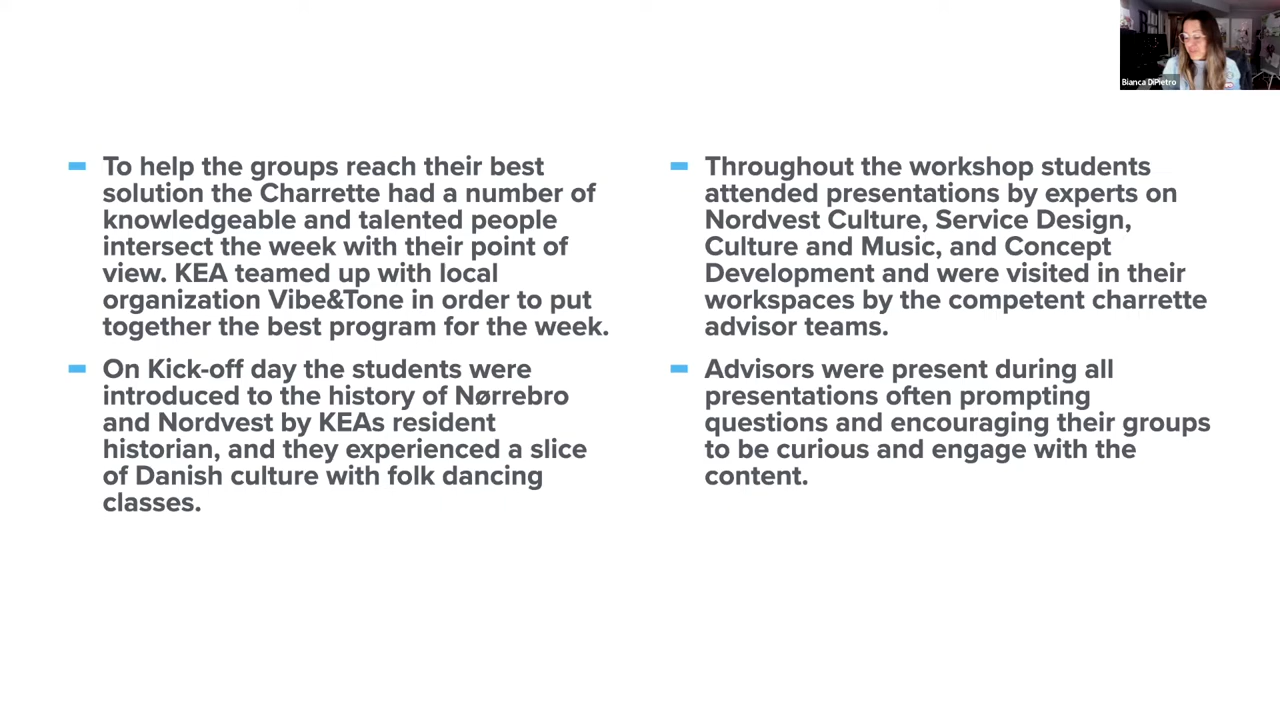 To help the groups reach their best
solution the Charrette had a number of
knowledgeable and talented people
intersect the week with their point of
view. KEA teamed up with local
organization Vibe&Tone in order to put
together the best program for the week.
On Kick-off day the students were
introduced to the history of Nørrebro
and Nordvest by KEAs resident
historian, and they experienced a slice
of Danish culture with folk dancing
classes.
Throughout the workshop students
attended presentations by experts on
Nordvest Culture, Service Design,
Culture and Music, and Concept
Development and were visited in their
workspaces by the competent charrette
advisor teams.
Advisors were present during all
presentations often prompting
questions and encouraging their groups
to be curious and engage with the
content.
Bianca DiPietro